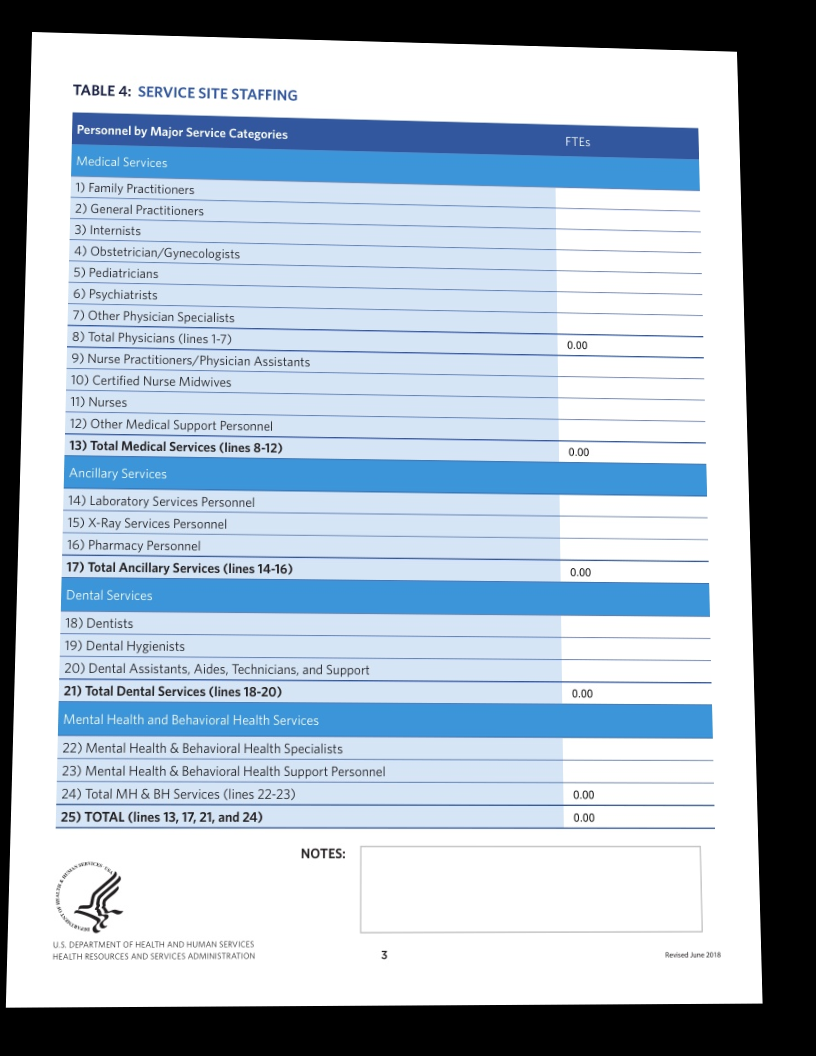 TABLE 4: SERVICE SITE STAFFING
Personnel by Major Service Categories FTEs
Medical Services
1) Family Practitioners
2) General Practitioners
3) Internists
4) Obstetrician/Gynecologists
5) Pediatricians
6) Psychiatrists
7) Other Physician Specialists
8) Total Physicians (lines 1-7) 0.00
9) Nurse Practitioners/Physician Assistants
10) Certified Nurse Midwives
11) Nurses
12) Other Medical Support Personnel
13) Total Medical Services (lines 8-12) 0.00
Ancillary Services
14) Laboratory Services Personnel
15) X-Ray Services Personnel
16) Pharmacy Personnel
17) Total Ancillary Services (lines 14-16) 0.00
Dental Services
18) Dentists
19) Dental Hygienists
20) Dental Assistants, Aides, Technicians, and Support
21) Total Dental Services (lines 18-20) 0.00
Mental Health and Behavioral Health Services
22) Mental Health & Behavioral Health Specialists
23) Mental Health & Behavioral Health Support Personnel
24) Total MH & BH Services (lines 22-23) 0.00
25) TOTAL (lines 13, 17, 21, and 24) 0.00
NOTES:
DEPARTMENT OF HEALTH & HUMAN SERVICES · USA
U.S. DEPARTMENT OF HEALTH AND HUMAN SERVICES
HEALTH RESOURCES AND SERVICES ADMINISTRATION
3
Revised June 2018